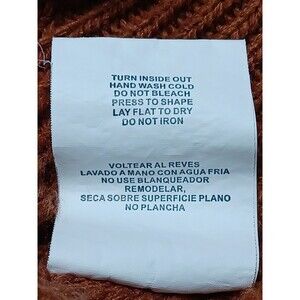 TURN INSIDE OUT
HAND WASH COLD
DO NOT BLEACH
PRESS TO SHAPE
LAY FLAT TO DRY
DO NOT IRON
VOLTEAR AL REVES
LAVADO A MANO CON AGUA FRIA
NO USE BLANQUEADOR
REMODELAR,
SECA SOBRE SUPERFICIE PLANO
NO PLANCHA